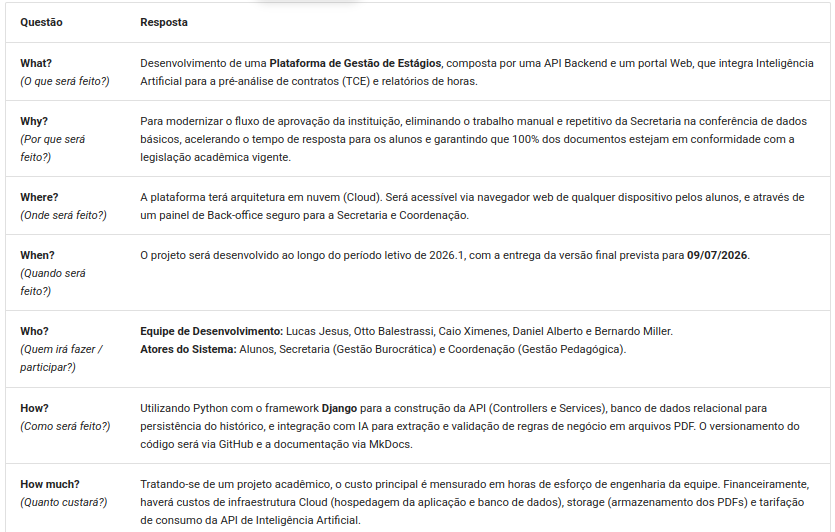 Questão Resposta
What? Desenvolvimento de uma Plataforma de Gestão de Estágios, composta por uma API Backend e um portal Web, que integra Inteligência
(O que será feito?) Artificial para a pré-análise de contratos (TCE) e relatórios de horas.
Why? Para modernizar o fluxo de aprovação da instituição, eliminando o trabalho manual e repetitivo da Secretaria na conferência de dados
(Por que será básicos, acelerando o tempo de resposta para os alunos e garantindo que 100% dos documentos estejam em conformidade com a
feito?) legislação acadêmica vigente.
Where? A plataforma terá arquitetura em nuvem (Cloud). Será acessível via navegador web de qualquer dispositivo pelos alunos, e através de
(Onde será feito?) um painel de Back-office seguro para a Secretaria e Coordenação.
When? O projeto será desenvolvido ao longo do período letivo de 2026.1, com a entrega da versão final prevista para 09/07/2026.
(Quando será
feito?)
Who? Equipe de Desenvolvimento: Lucas Jesus, Otto Balestrassi, Caio Ximenes, Daniel Alberto e Bernardo Miller.
(Quem irá fazer / Atores do Sistema: Alunos, Secretaria (Gestão Burocrática) e Coordenação (Gestão Pedagógica).
participar?)
How? Utilizando Python com o framework Django para a construção da API (Controllers e Services), banco de dados relacional para
(Como será feito?) persistência do histórico, e integração com IA para extração e validação de regras de negócio em arquivos PDF. O versionamento do
código será via GitHub e a documentação via MkDocs.
How much? Tratando-se de um projeto acadêmico, o custo principal é mensurado em horas de esforço de engenharia da equipe. Financeiramente,
(Quanto custará?) haverá custos de infraestrutura Cloud (hospedagem da aplicação e banco de dados), storage (armazenamento dos PDFs) e tarifação
de consumo da API de Inteligência Artificial.